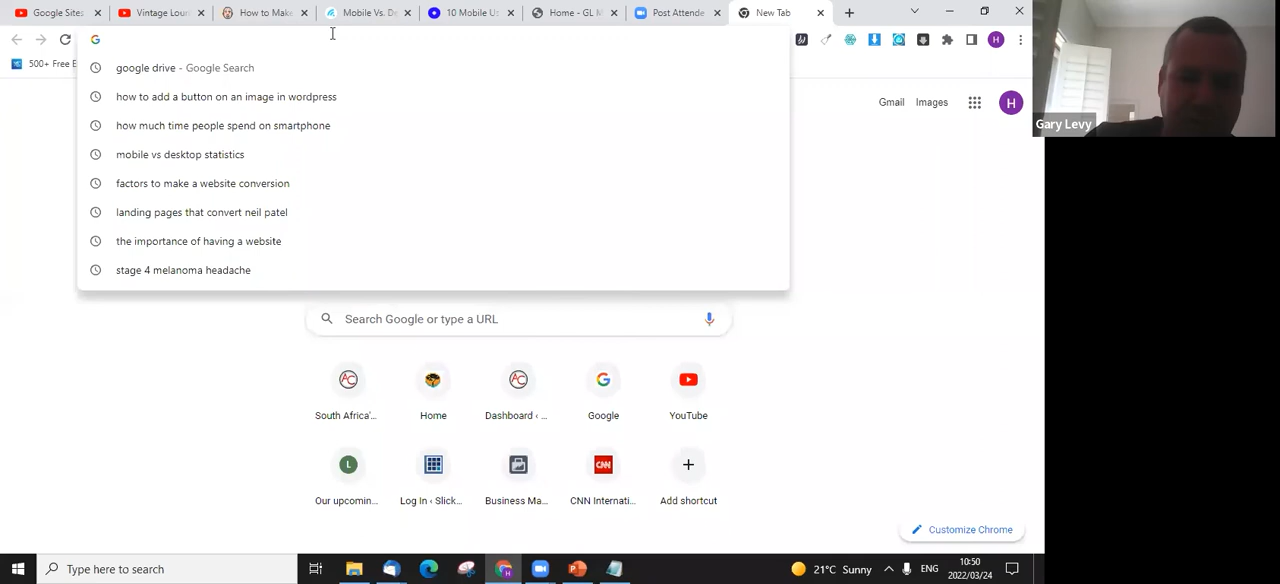 Google Sites
Vintage Loun
How to Make
Mobile Vs. De
10 Mobile Us
Home - GL M
Post Attende
New Tab
H
500+ Free E
google drive - Google Search
how to add a button on an image in wordpress
how much time people spend on smartphone
mobile vs desktop statistics
factors to make a website conversion
landing pages that convert neil patel
the importance of having a website
stage 4 melanoma headache
Gmail Images H
Gary Levy
Search Google or type a URL
AC
AC
South Africa'...
Home
Dashboard ‹ ...
Google
YouTube
L
CNN
Our upcomin...
Log In ‹ Slick...
Business Ma...
CNN Internati...
Add shortcut
Customize Chrome
Type here to search
21°C Sunny
ENG
10:50
2022/03/24